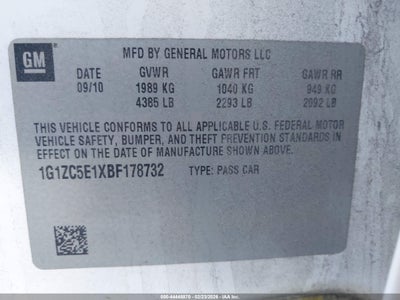 GM
MFD BY GENERAL MOTORS LLC
DATE GVWR GAWR FRT GAWR RR
09/10 1989 KG 1040 KG 949 KG
4385 LB 2293 LB 2092 LB
THIS VEHICLE CONFORMS TO ALL APPLICABLE U.S. FEDERAL MOTOR
VEHICLE SAFETY, BUMPER, AND THEFT PREVENTION STANDARDS
IN EFFECT ON THE DATE OF MANUFACTURE SHOWN ABOVE.
1G1ZC5E1XBF178732 TYPE: PASS CAR